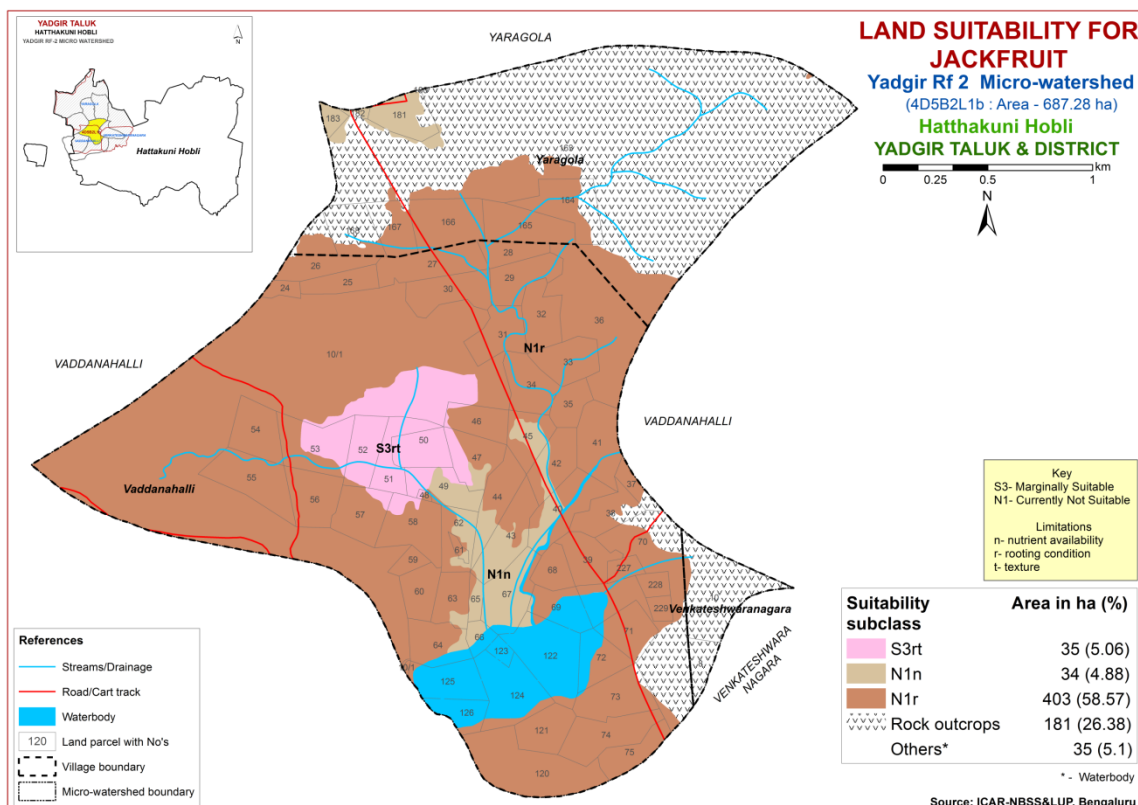 YADGIR TALUK
HATTHAKUNI HOBLI
YADGIR RF-2 MICRO WATERSHED
N
Hattakuni Hobli
LAND SUITABILITY FOR
JACKFRUIT
Yadgir Rf 2 Micro-watershed
(4D5B2L1b : Area - 687.28 ha)
Hatthakuni Hobli
YADGIR TALUK & DISTRICT
0 0.25 0.5 1 km
N
YARAGOLA
183 181
Yaragola
164
167 166 165
28
26 27
25 29
24 30
32 36
31 N1r
10/1 33
34
VADDANAHALLI
35
VADDANAHALLI
46
54 50 45
53 52 S3rt 41
47 42
51
55 49 37
Vaddanahalli
56 48 44
57 58 62 38
43 70
61
59 39
N1n 68 227
60 63 65 67 228
69 229
Venkateshwaranagara
66 71
64 123
10/1 122 72
125
124 73
126
121 74
75
120
VENKATESHWARA
NAGARA
Key
S3- Marginally Suitable
N1- Currently Not Suitable
Limitations
n- nutrient availability
r- rooting condition
t- texture
Suitability subclass Area in ha (%)
S3rt 35 (5.06)
N1n 34 (4.88)
N1r 403 (58.57)
Rock outcrops 181 (26.38)
Others* 35 (5.1)
* - Waterbody
Source: ICAR-NBSS&LUP, Bengaluru
References
Streams/Drainage
Road/Cart track
Waterbody
120 Land parcel with No's
Village boundary
Micro-watershed boundary